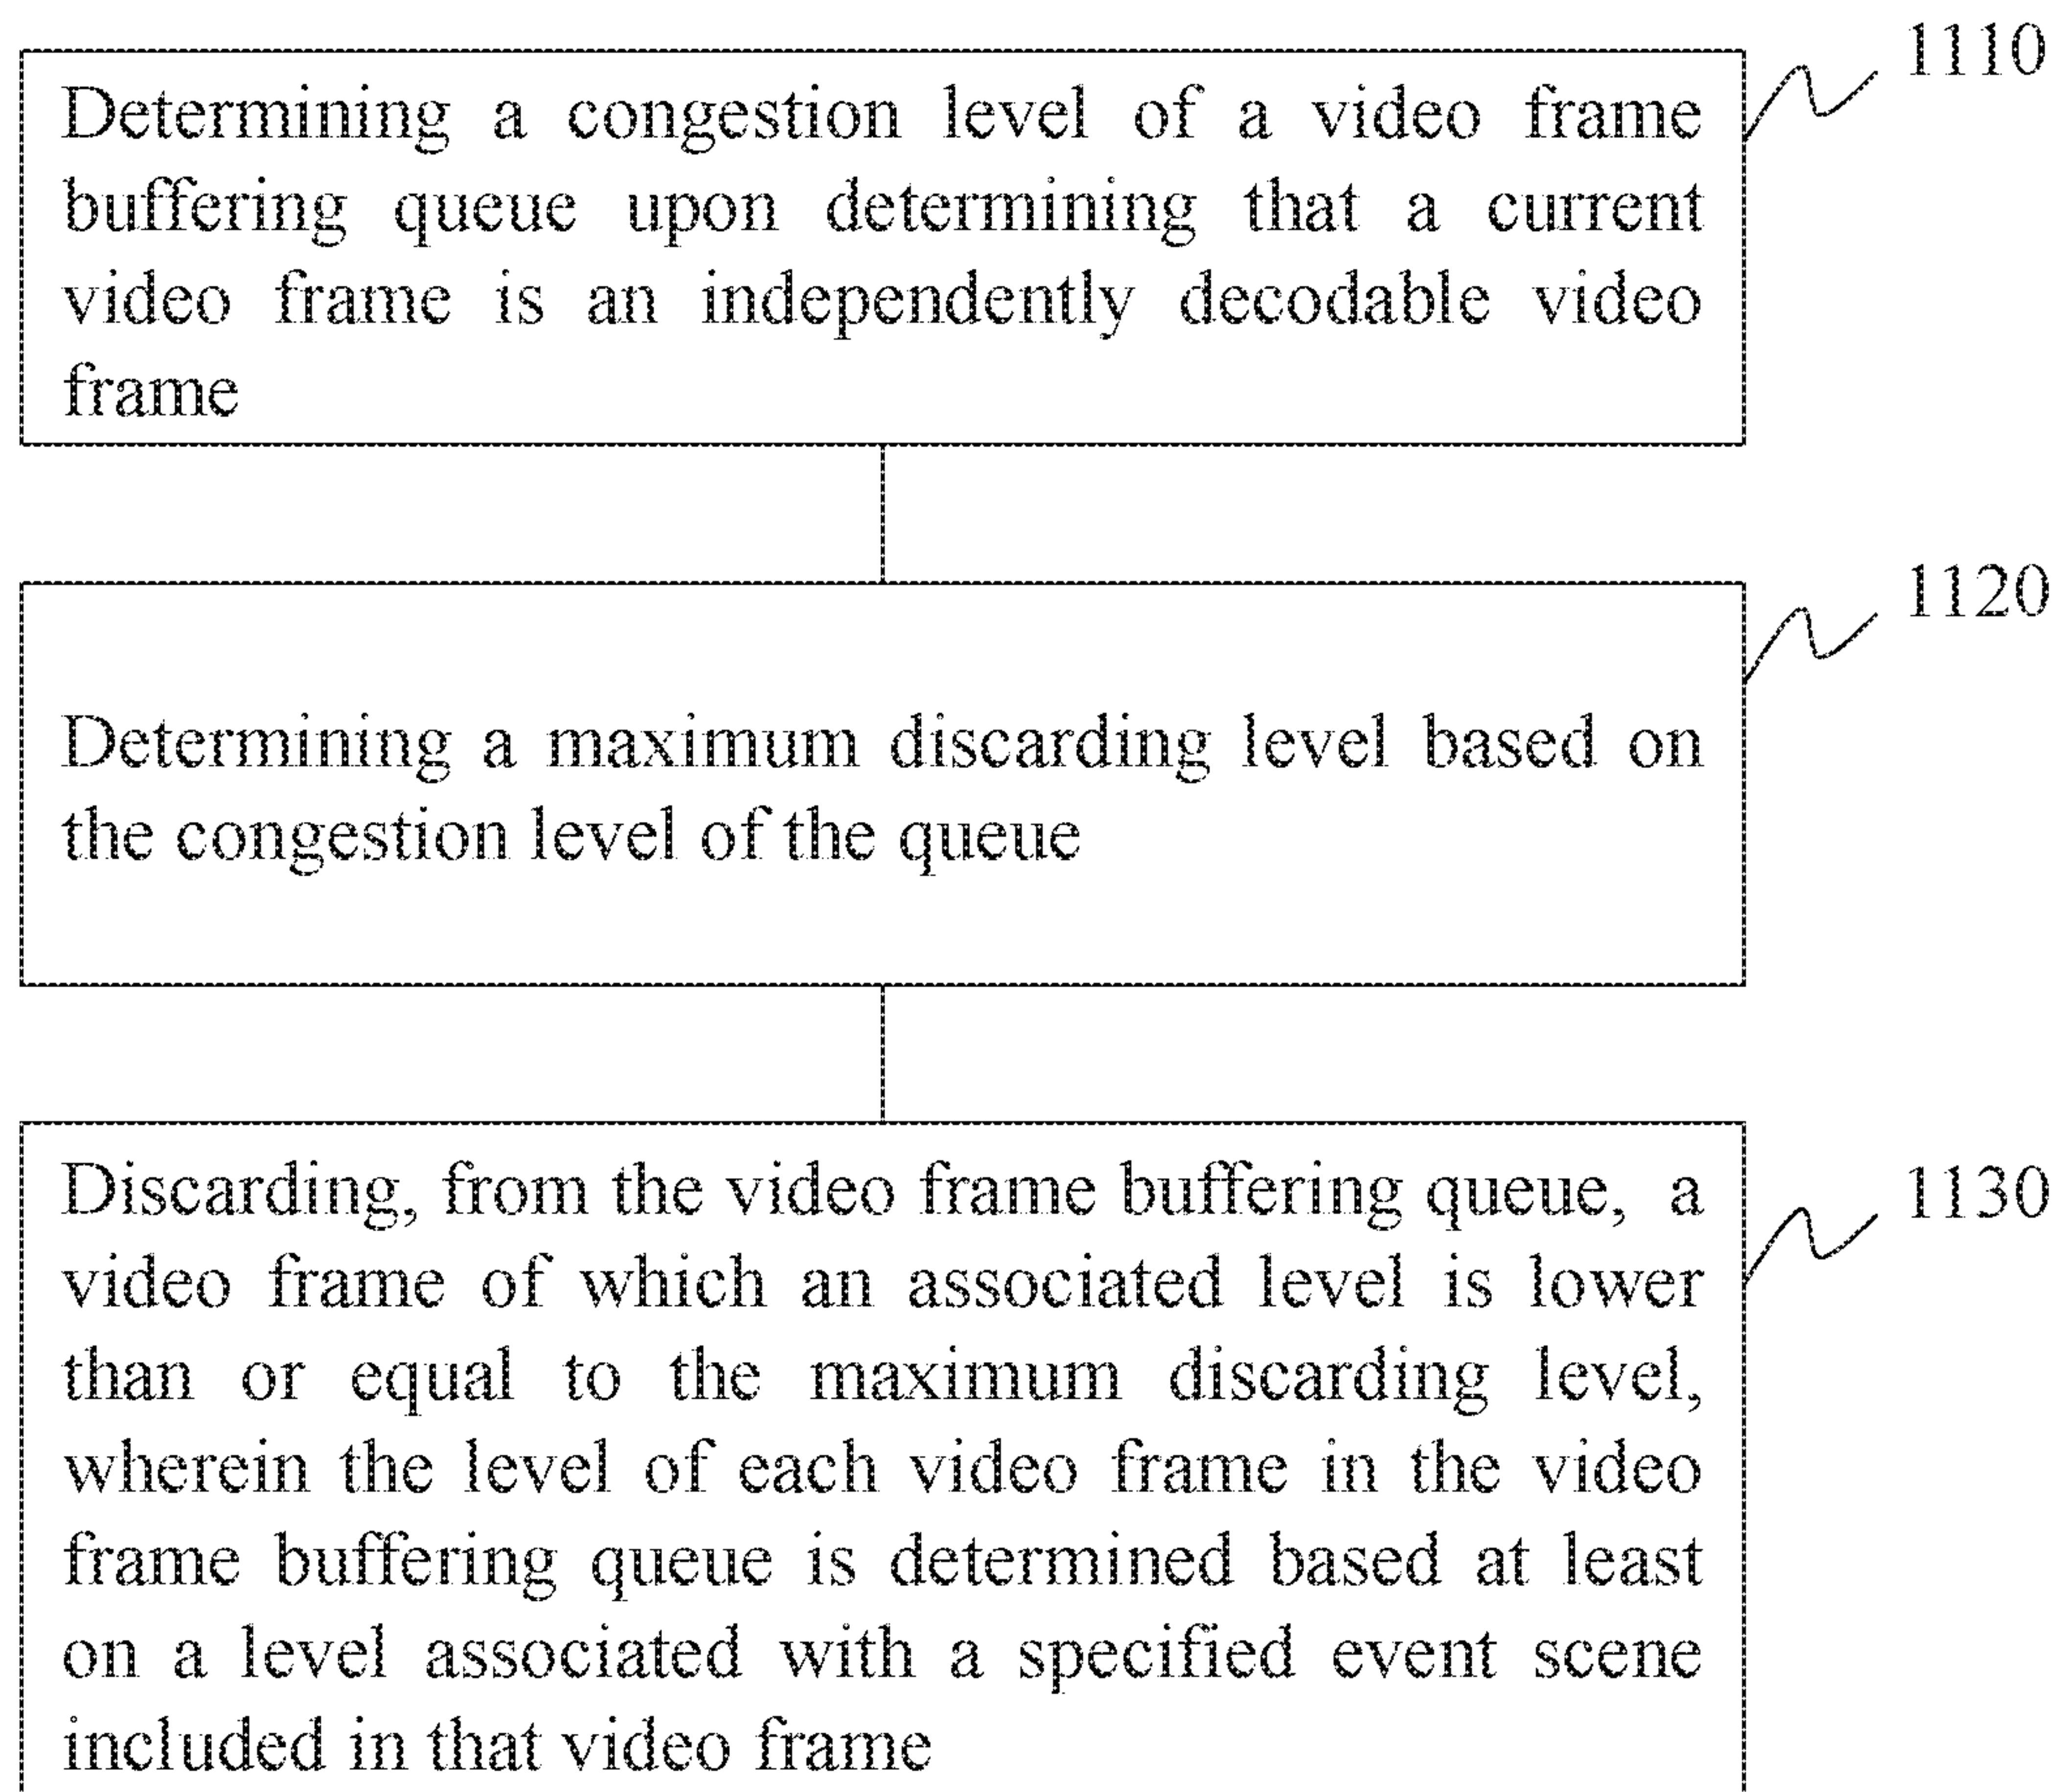 1110
Determining a congestion level of a video frame
buffering queue upon determining that a current
video frame is an independently decodable video
frame
1120
Determining a maximum discarding level based on
the congestion level of the queue
1130
Discarding, from the video frame buffering queue, a
video frame of which an associated level is lower
than or equal to the maximum discarding level,
wherein the level of each video frame in the video
frame buffering queue is determined based at least
on a level associated with a specified event scene
included in that video frame